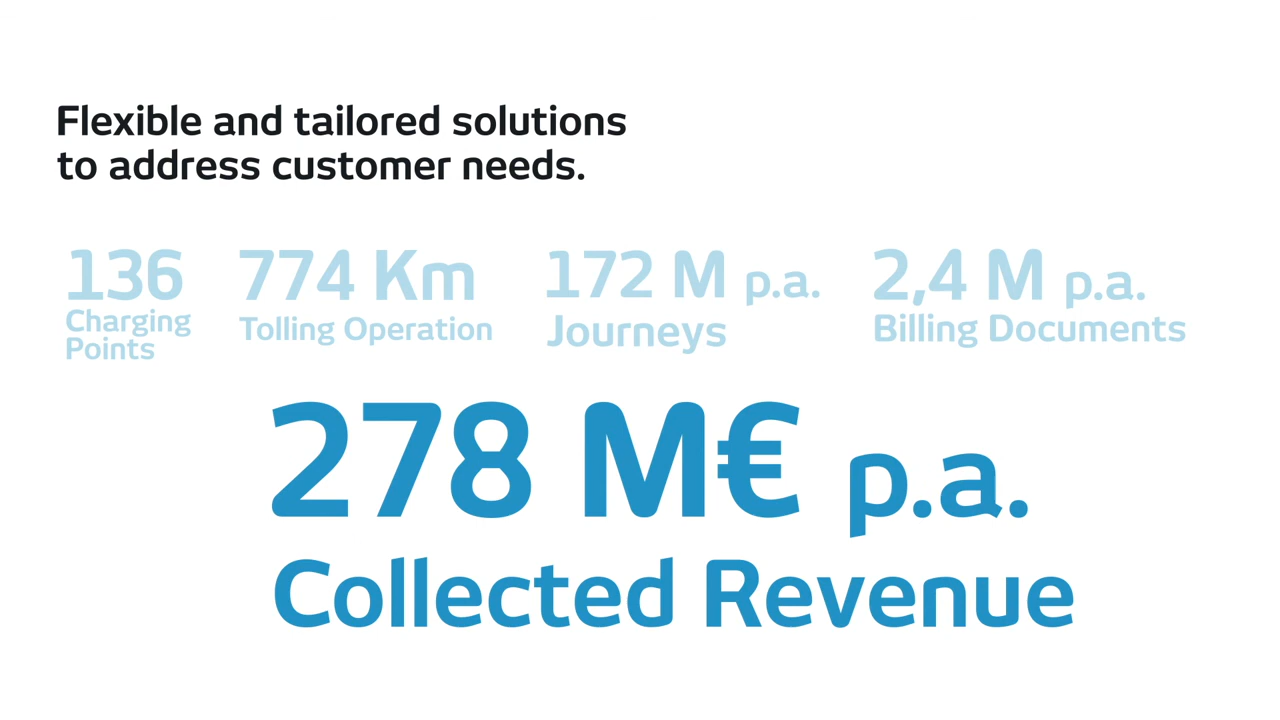 Flexible and tailored solutions
to address customer needs.
136
Charging
Points
774 Km
Tolling Operation
172 M p.a.
Journeys
2,4 M p.a.
Billing Documents
278 M€ p.a.
Collected Revenue